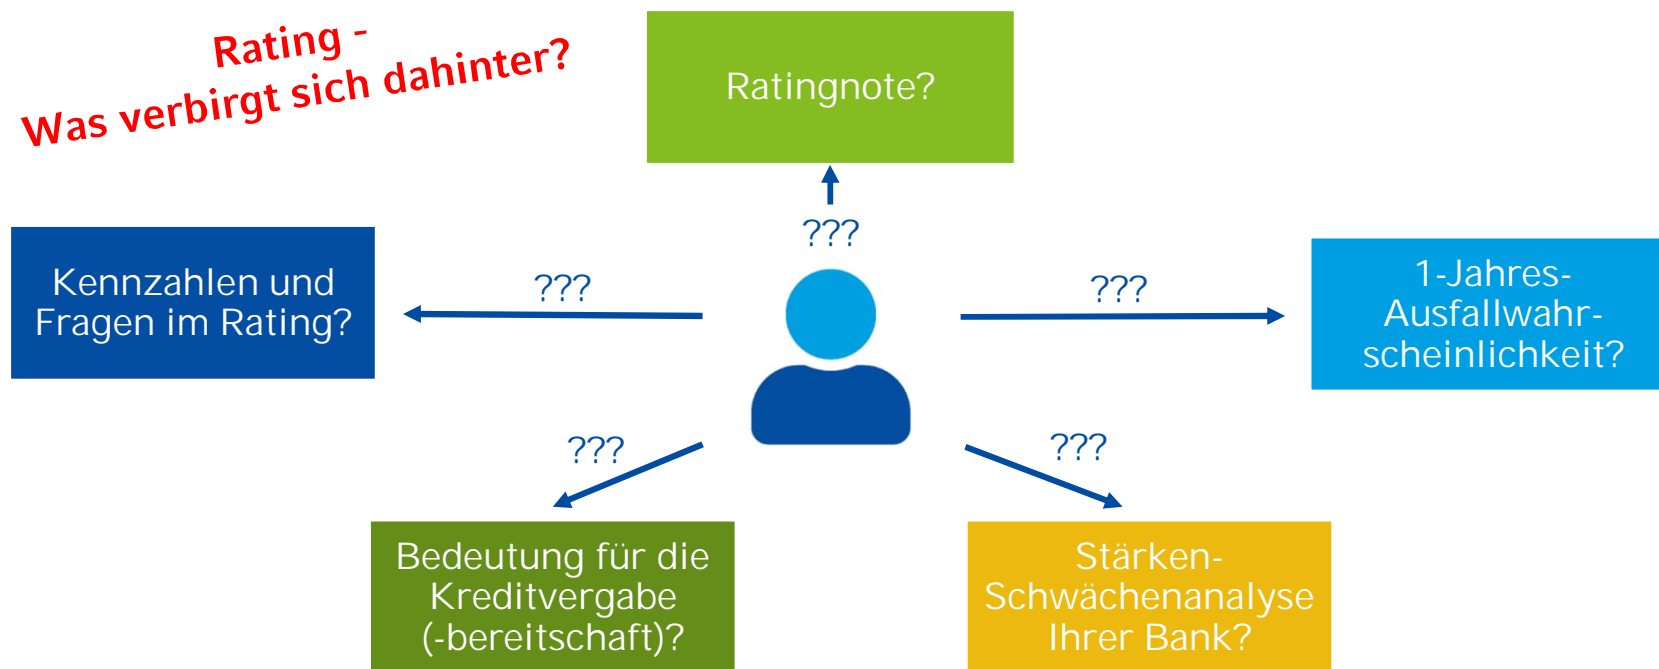 Rating -
Was verbirgt sich dahinter?
Ratingnote?
???
Kennzahlen und
Fragen im Rating?
???
???
1-Jahres-
Ausfallwahr-
scheinlichkeit?
???
???
Bedeutung für die
Kreditvergabe
(-bereitschaft)?
Stärken-
Schwächenanalyse
Ihrer Bank?